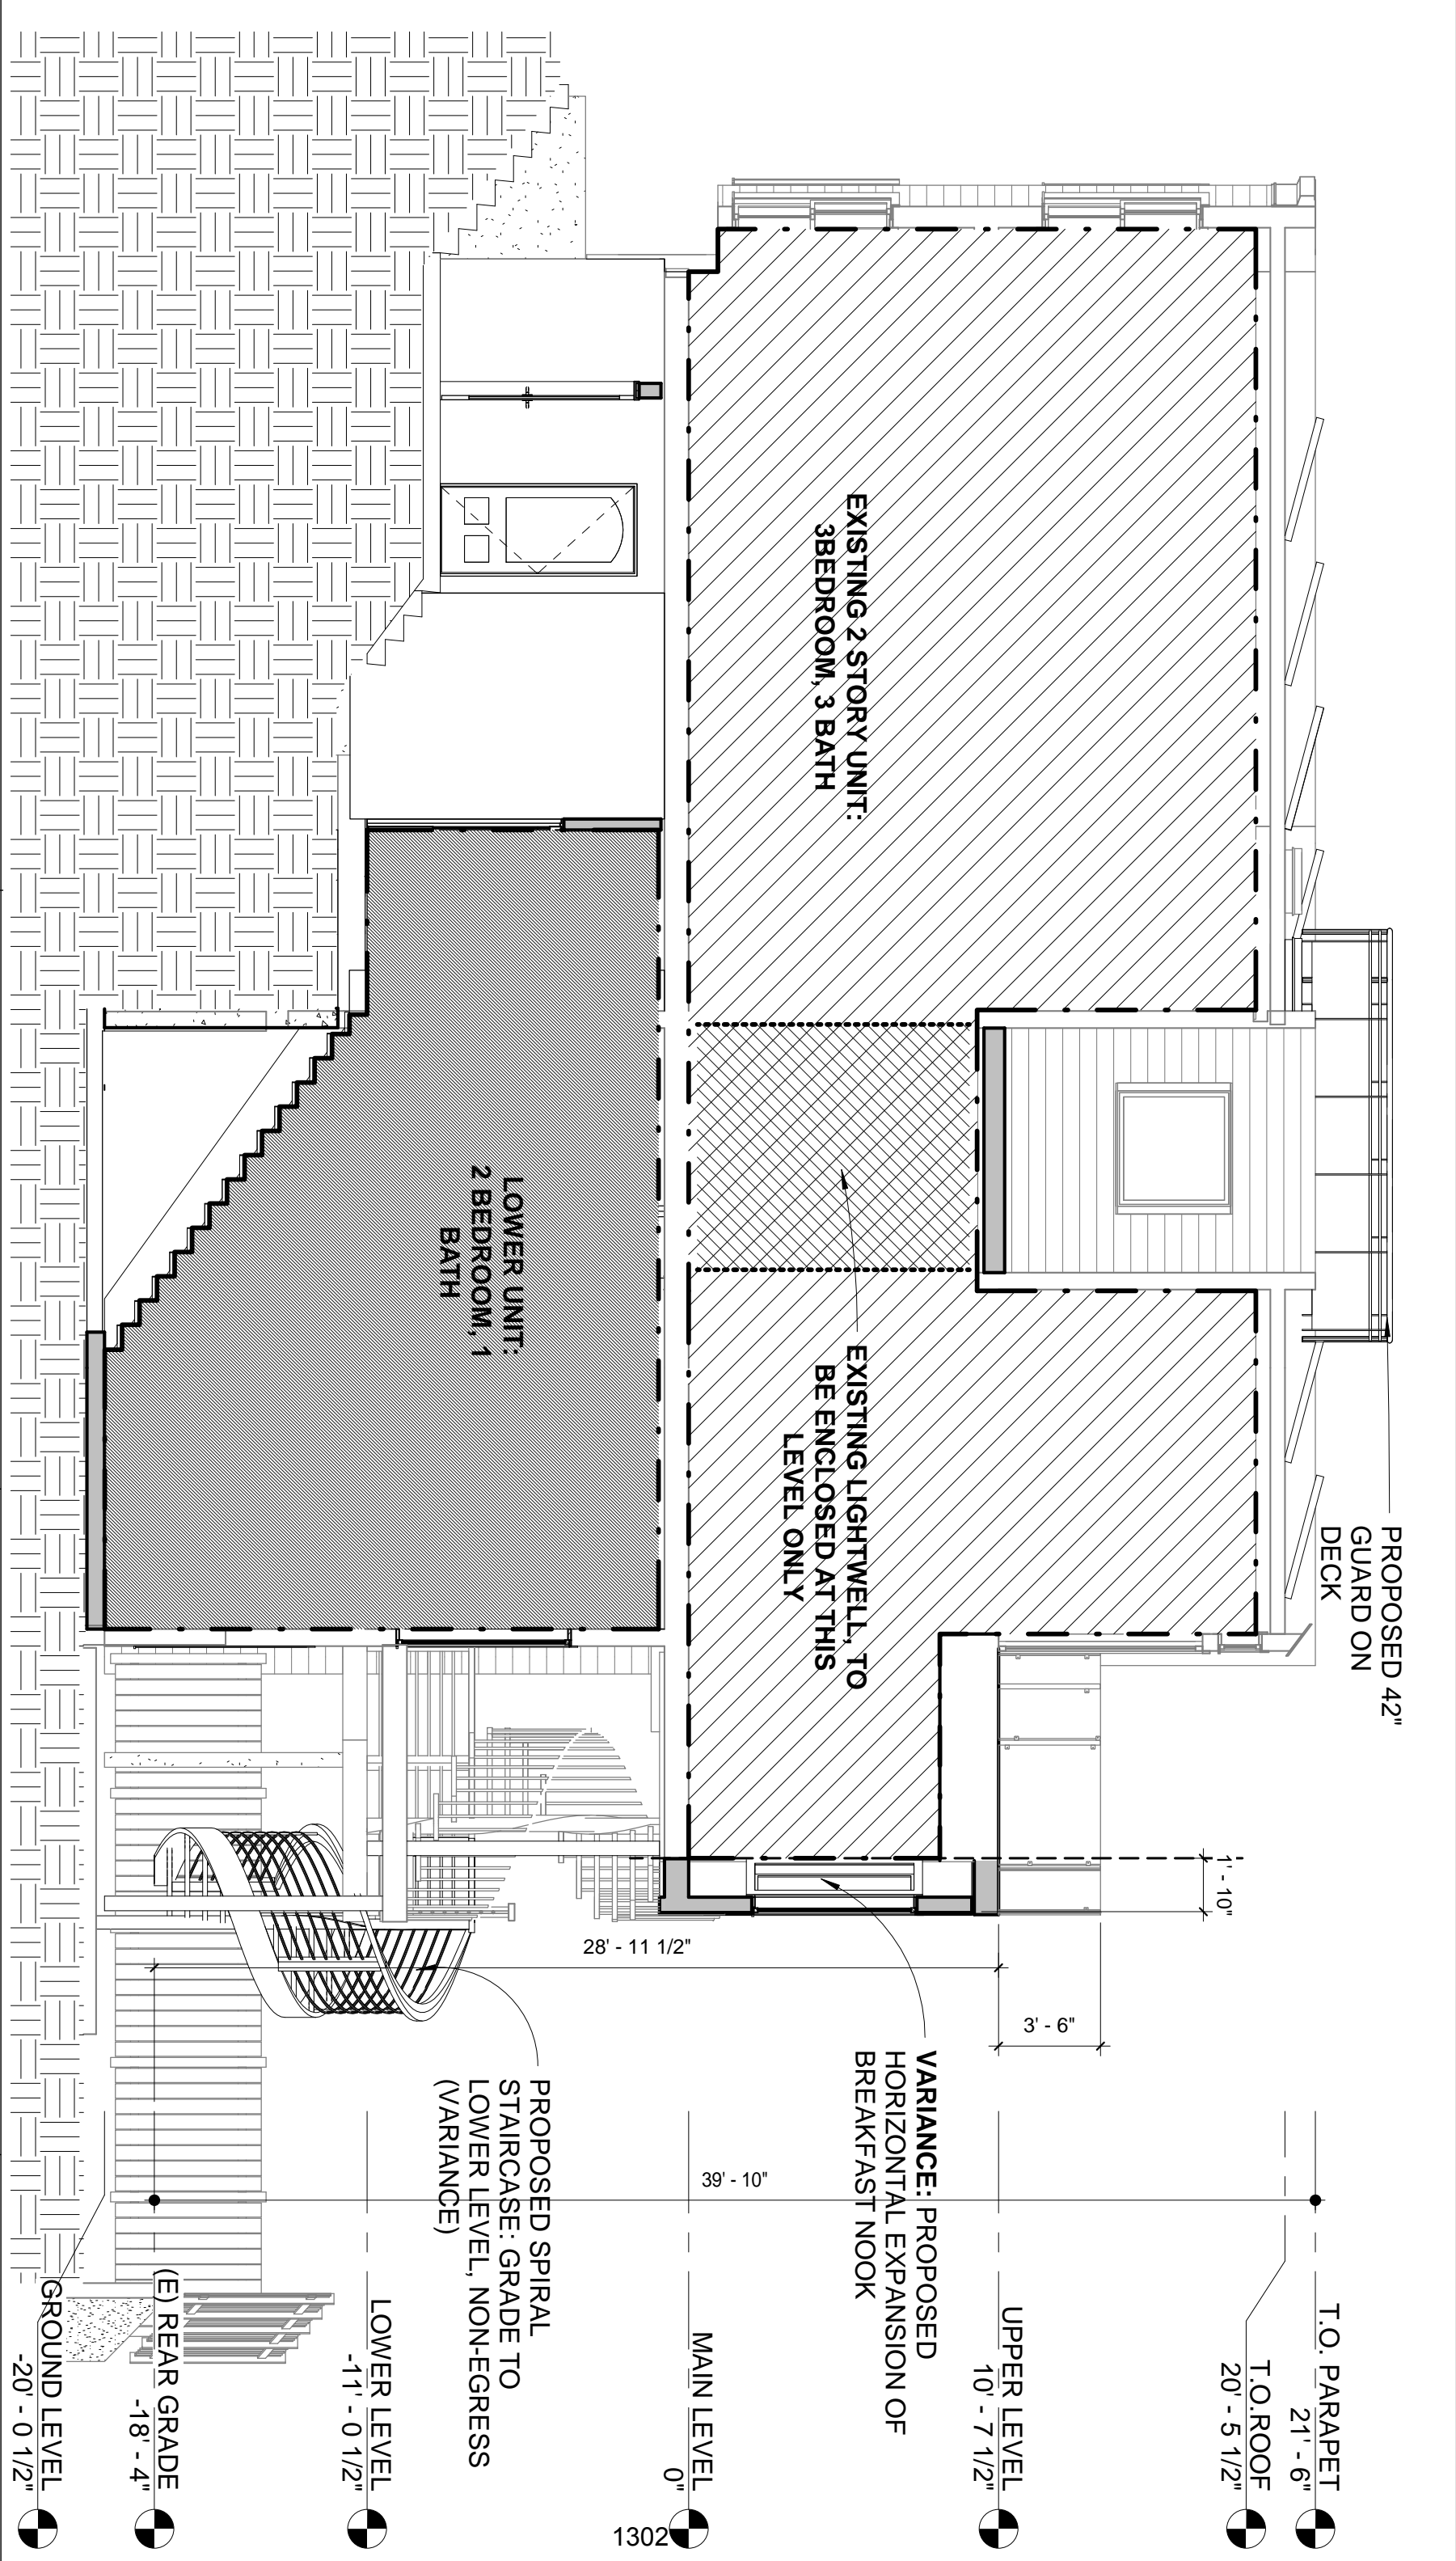 PROPOSED 42"
GUARD ON
DECK
EXISTING 2 STORY UNIT:
3BEDROOM, 3 BATH
EXISTING LIGHTWELL, TO
BE ENCLOSED AT THIS
LEVEL ONLY
LOWER UNIT:
2 BEDROOM, 1
BATH
1' - 10"
3' - 6"
28' - 11 1/2"
39' - 10"
VARIANCE: PROPOSED
HORIZONTAL EXPANSION OF
BREAKFAST NOOK
PROPOSED SPIRAL
STAIRCASE: GRADE TO
LOWER LEVEL, NON-EGRESS
(VARIANCE)
T.O. PARAPET
21' - 6"
T.O.ROOF
20' - 5 1/2"
UPPER LEVEL
10' - 7 1/2"
MAIN LEVEL
0"
LOWER LEVEL
-11' - 0 1/2"
(E) REAR GRADE
-18' - 4"
GROUND LEVEL
-20' - 0 1/2"
1302